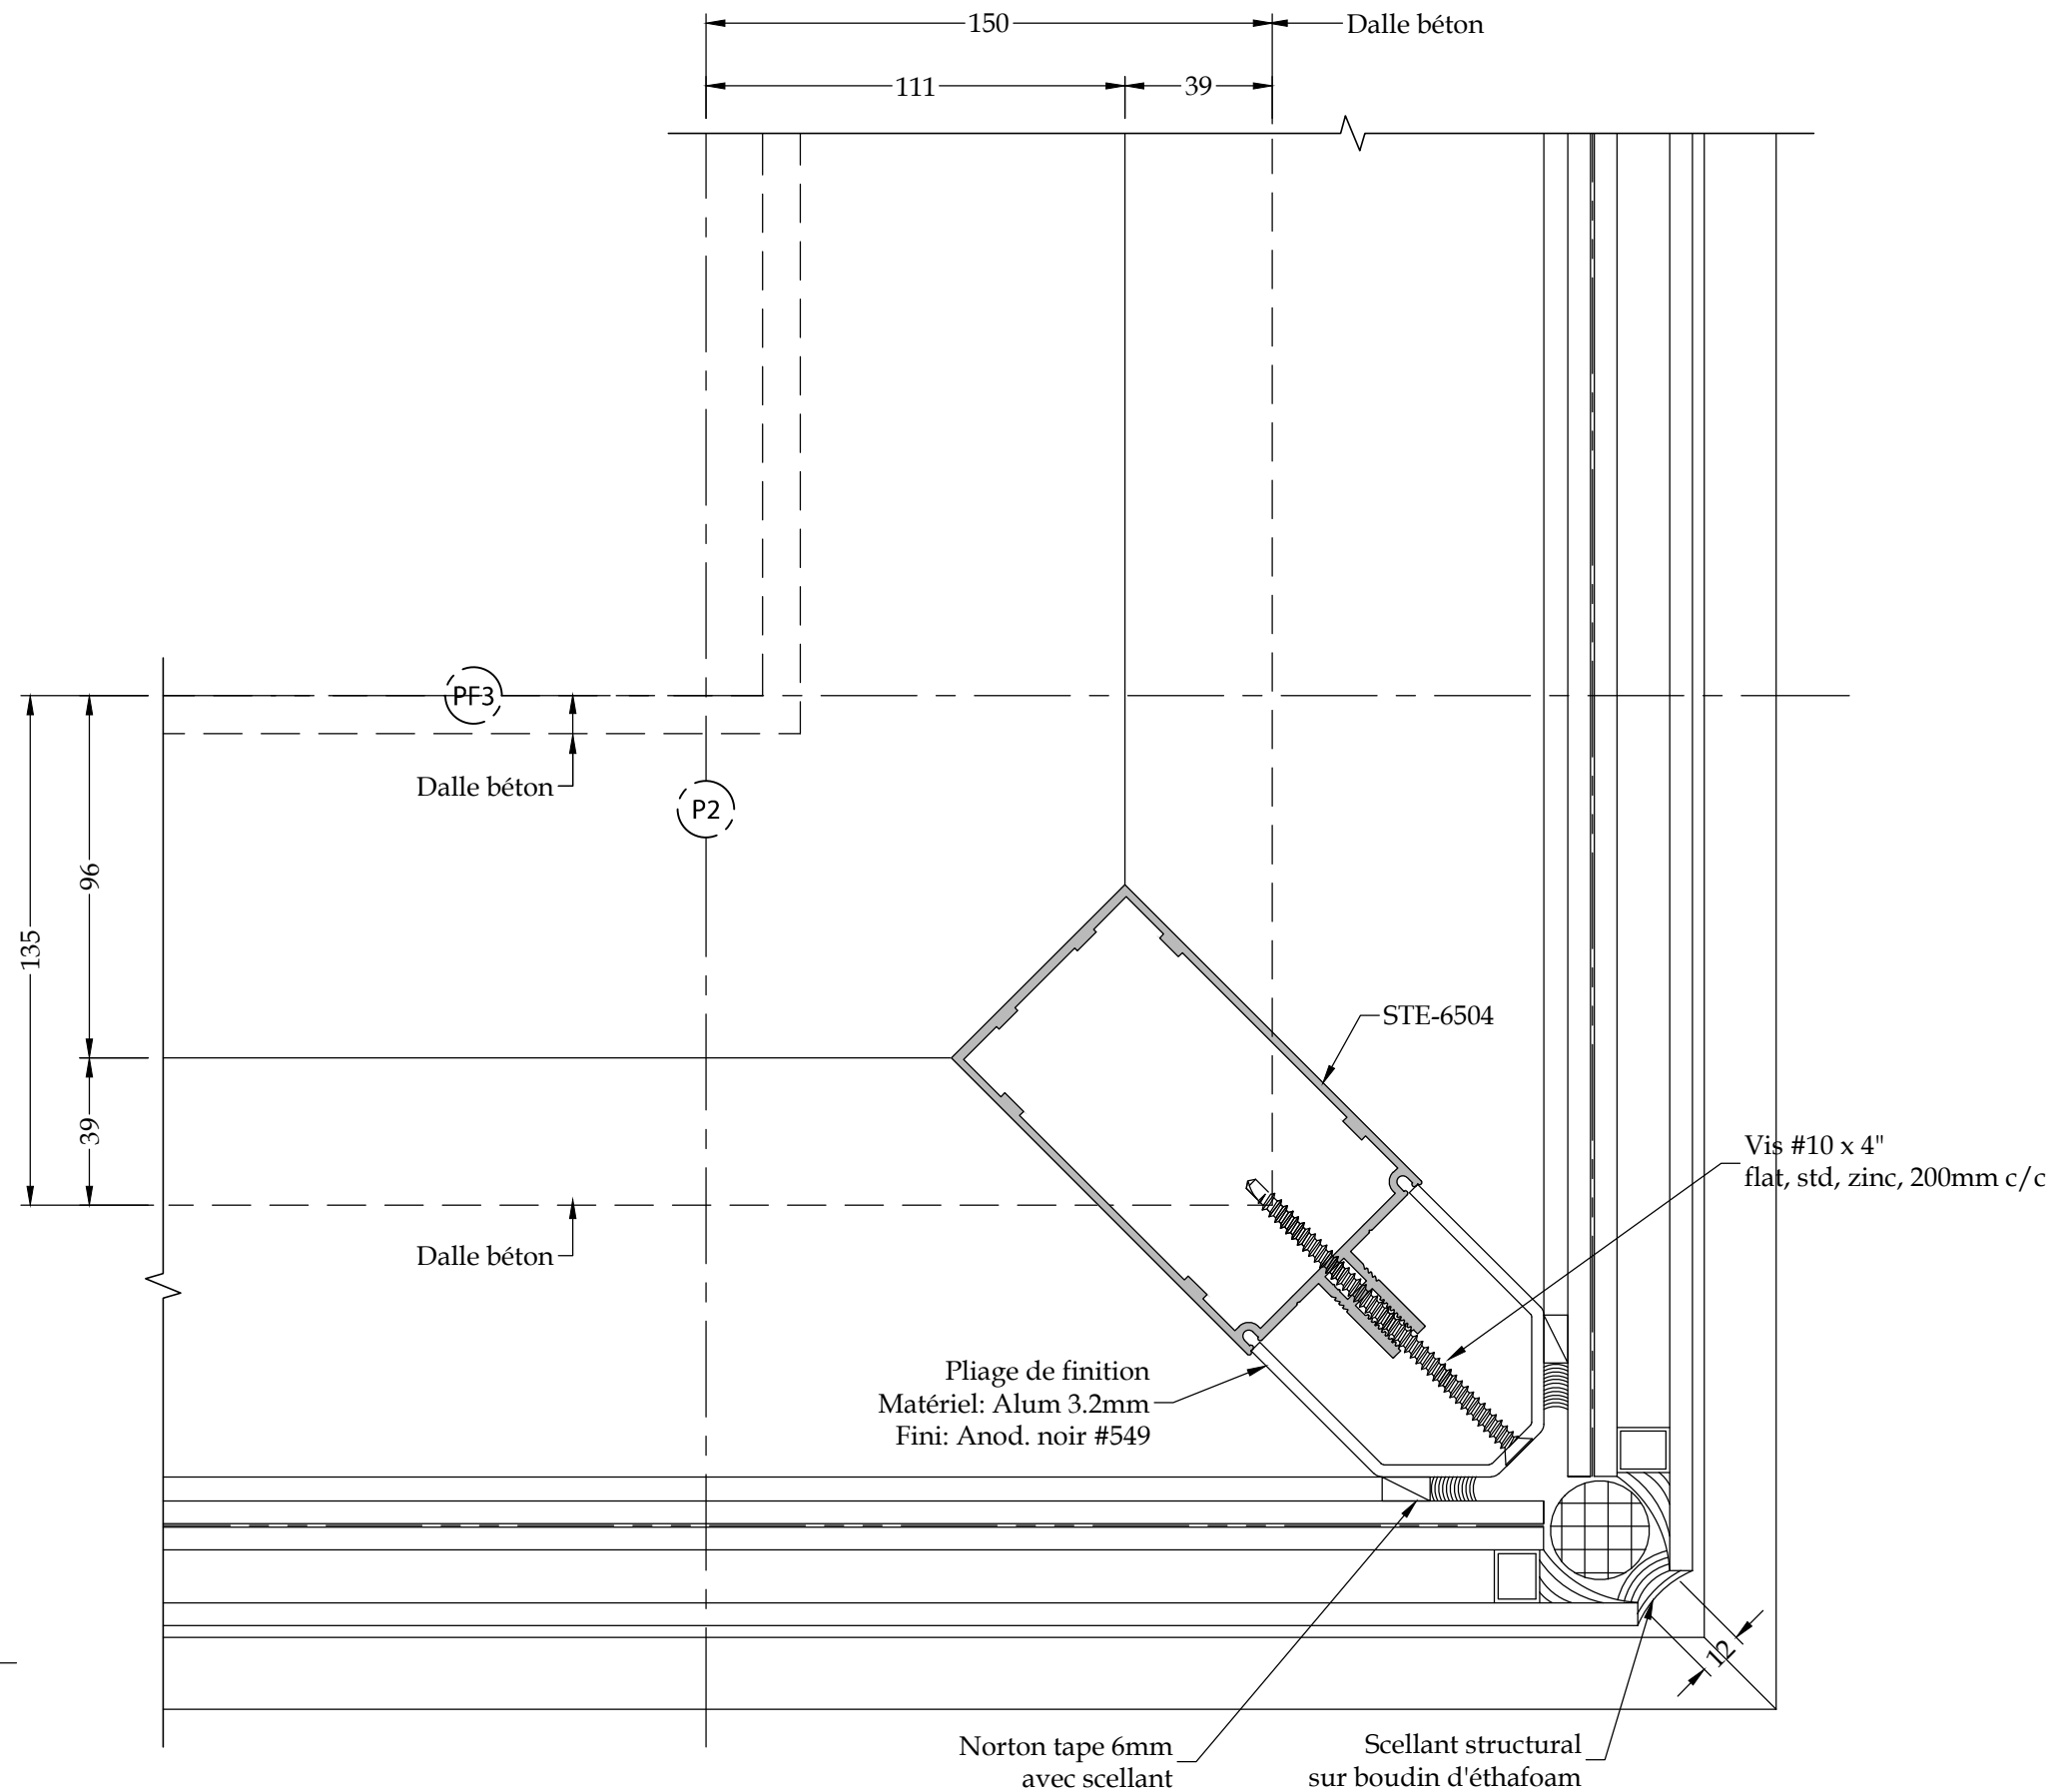 150
Dalle béton
111
39
PF3
Dalle béton
P2
96
135
STE-6504
39
Vis #10 x 4"
flat, std, zinc, 200mm c/c
Dalle béton
Pliage de finition
Matériel: Alum 3.2mm
Fini: Anod. noir #549
12
Norton tape 6mm
avec scellant
Scellant structural
sur boudin d'éthafoam